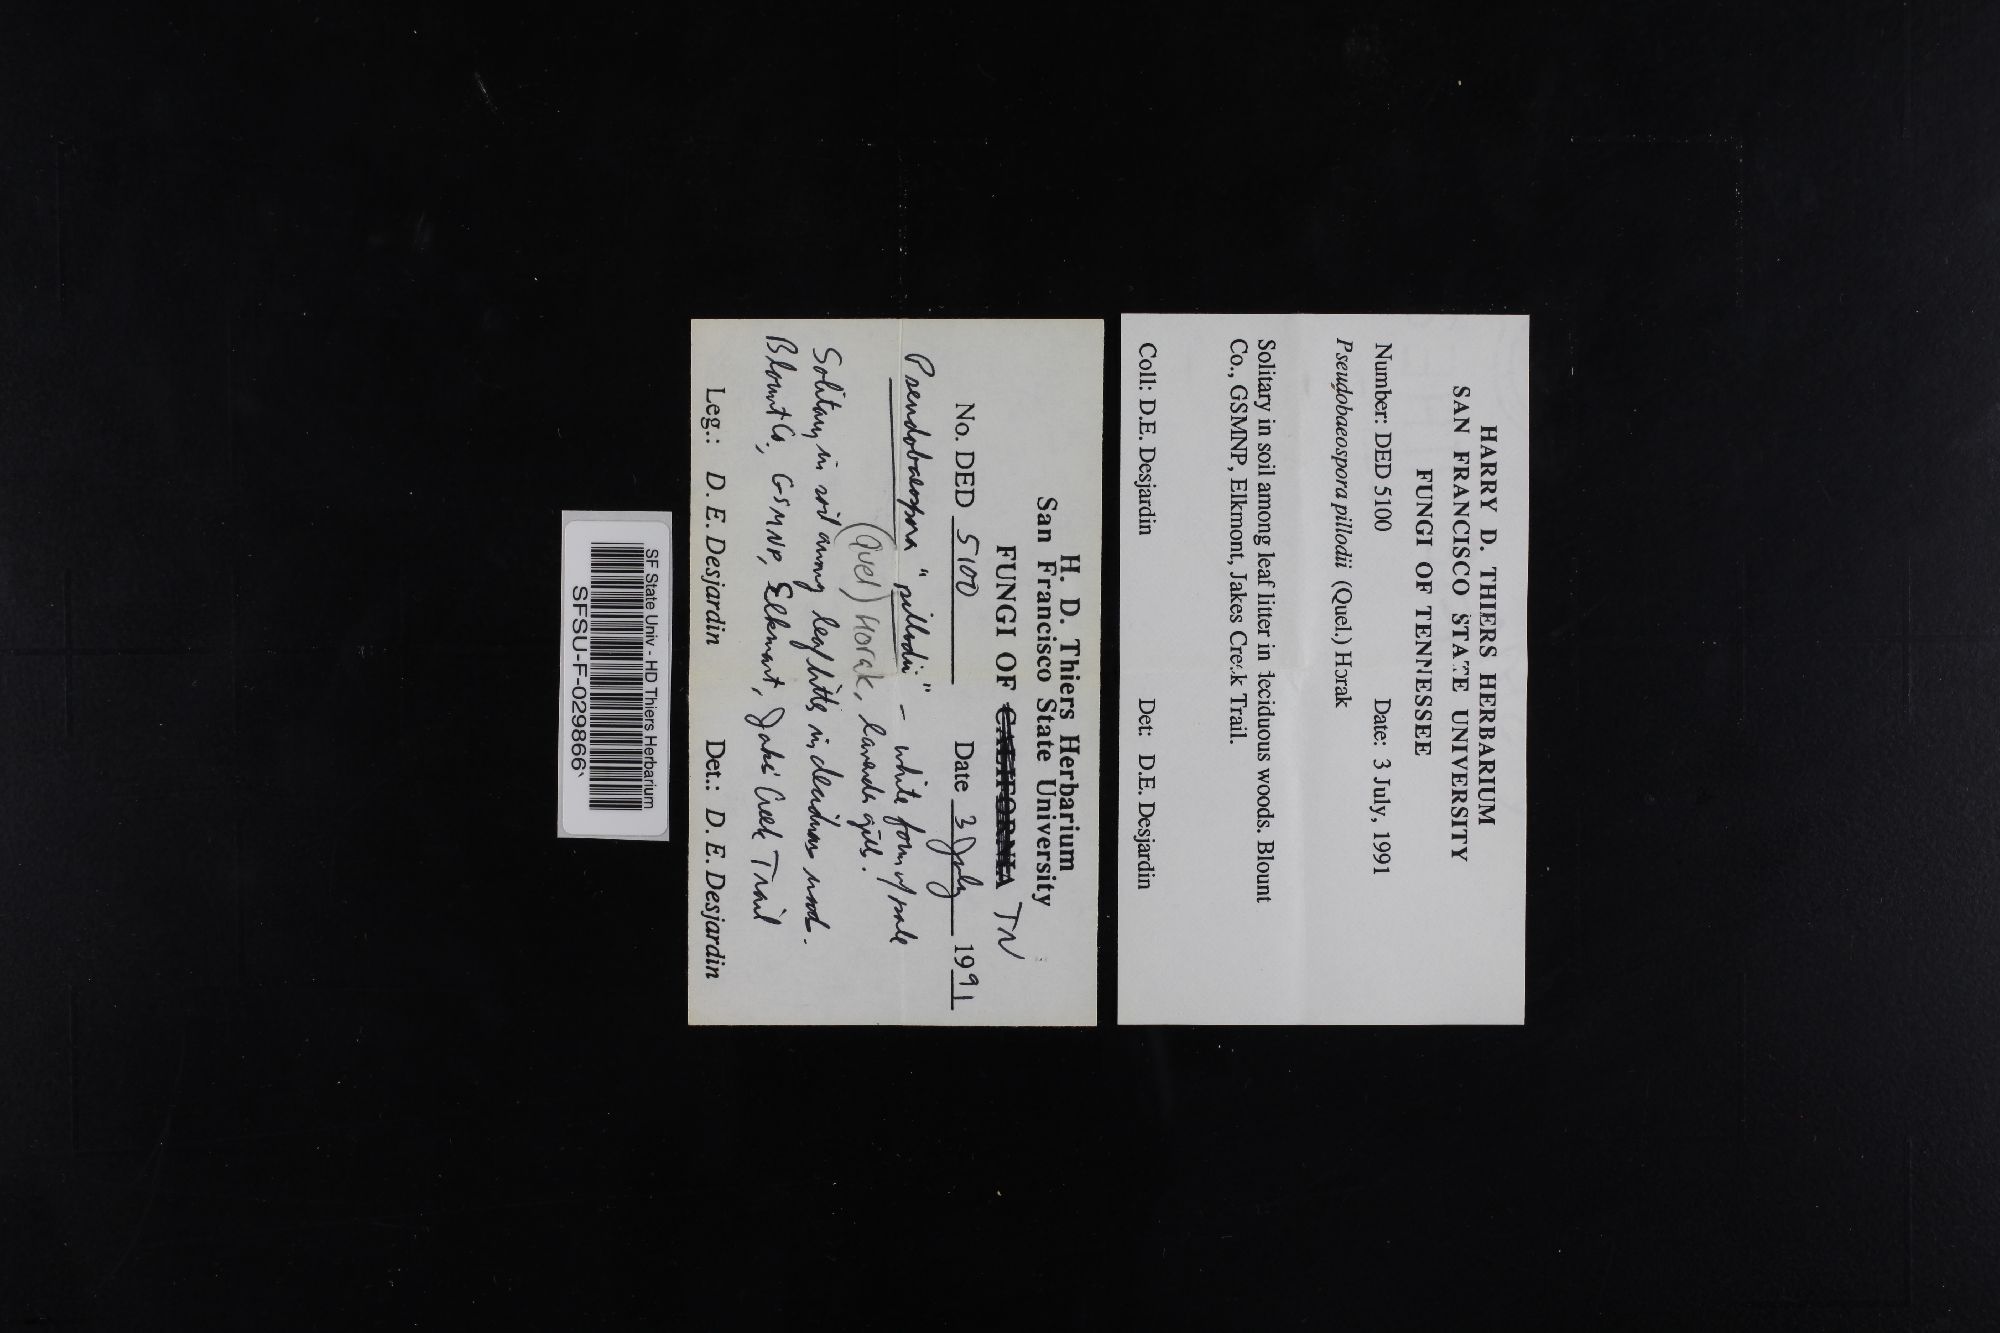 HARRY D. THIERS HERBARIUM
SAN FRANCISCO STATE UNIVERSITY
FUNGI OF TENNESSEE
Number: DED 5100 Date: 3 July, 1991
Pseudobaeospora pillodii (Quel.) Horak
Solitary in soil among leaf litter in deciduous woods. Blount
Co., GSMNP, Elkmont, Jakes Creek Trail.
Coll: D.E. Desjardin Det: D.E. Desjardin
H. D. Thiers Herbarium
San Francisco State University
FUNGI OF CALIFORNIA TN
No. DED 5100 Date 3 July 1991
Pseudobaeospora "pillodii" - white form w/ pale
(Quel) Horak, lavender gills.
Solitary in soil among leaf litter in deciduous woods.
Blount Co., GSMNP, Elkmont, Jakes Creek Trail
Leg.: D. E. Desjardin Det.: D. E. Desjardin
SF State Univ - HD Thiers Herbarium
SFSU-F-029866